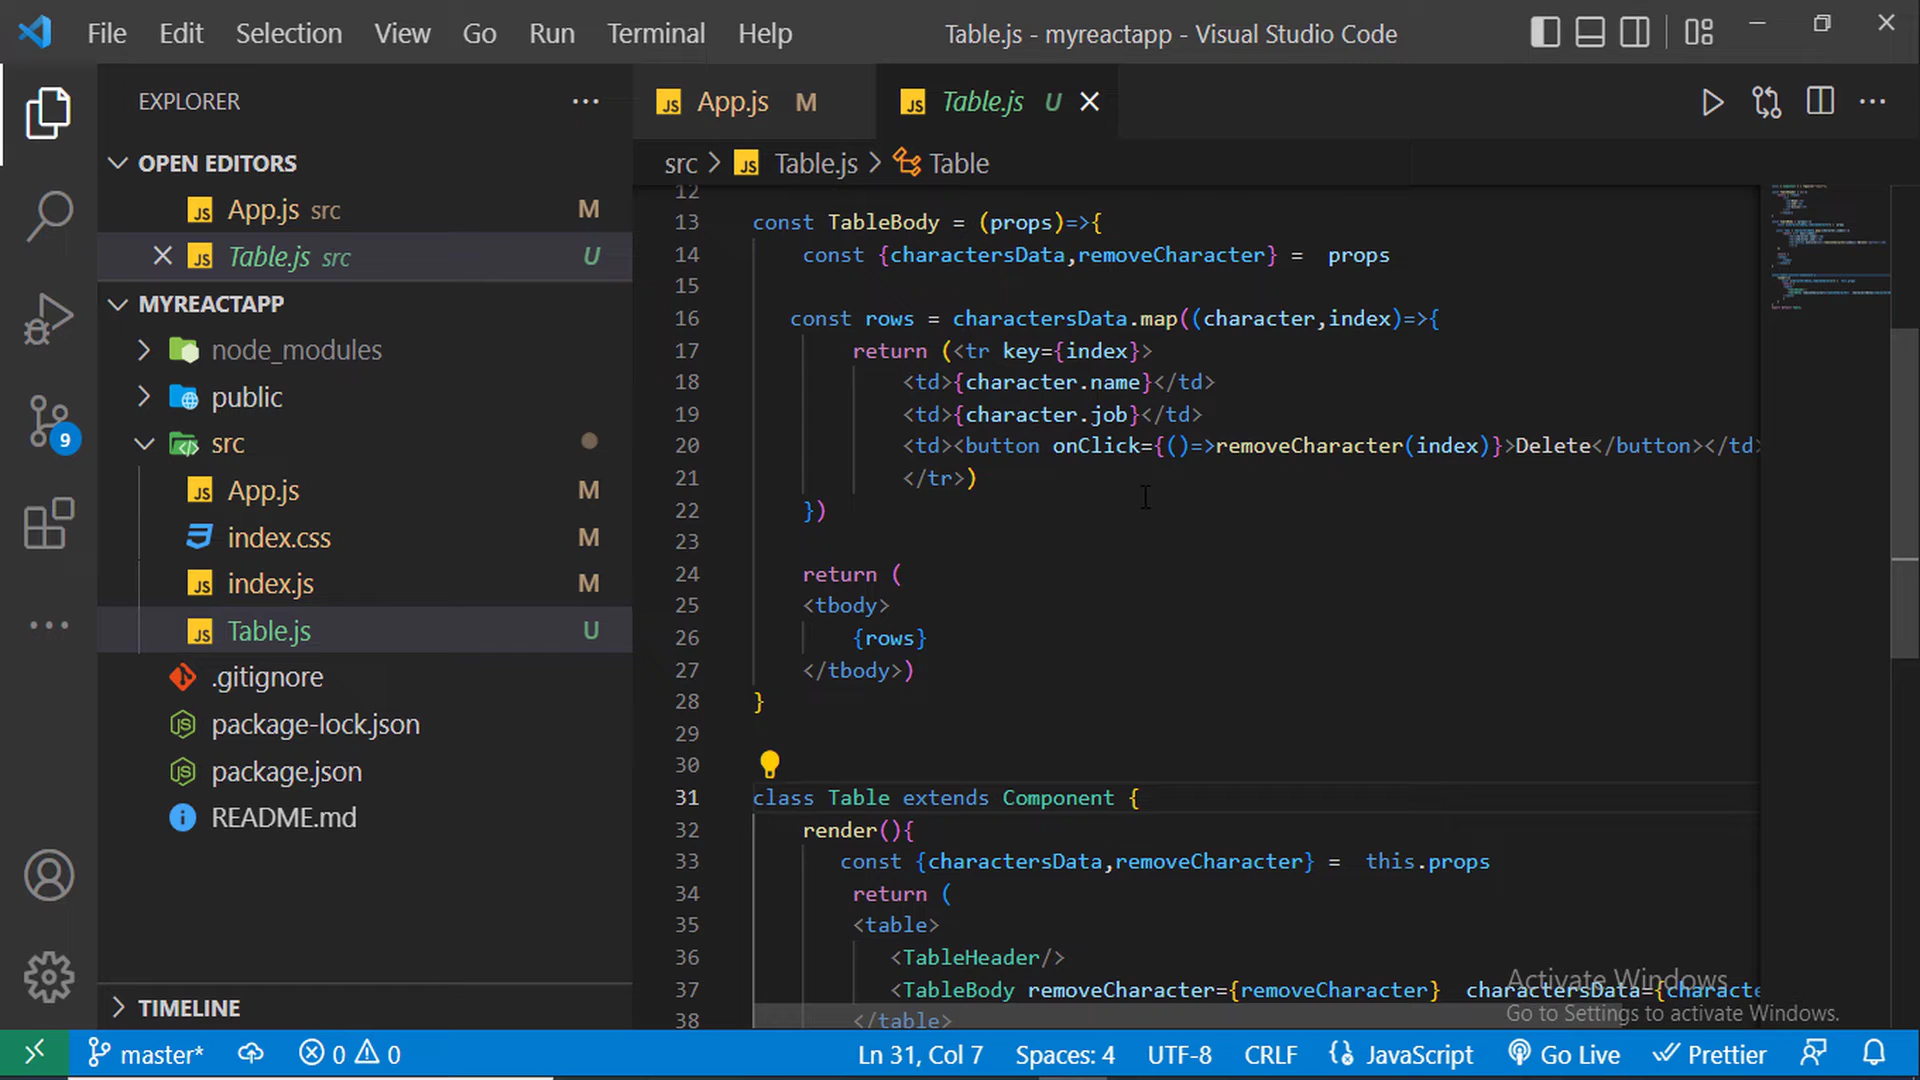 File Edit Selection View Go Run Terminal Help Table.js - myreactapp - Visual Studio Code
EXPLORER
OPEN EDITORS
JS App.js src M
JS Table.js src U
MYREACTAPP
node_modules
public
src
JS App.js M
index.css M
JS index.js M
JS Table.js U
.gitignore
package-lock.json
package.json
README.md
9
TIMELINE
JS App.js M JS Table.js U
src > JS Table.js > Table
12
13 const TableBody = (props)=>{
14 const {charactersData,removeCharacter} =  props
15
16 const rows = charactersData.map((character,index)=>{
17 return (<tr key={index}>
18 <td>{character.name}</td>
19 <td>{character.job}</td>
20 <td><button onClick={()=>removeCharacter(index)}>Delete</button></td>
21 </tr>)
22 })
23
24 return (
25 <tbody>
26 {rows}
27 </tbody>)
28 }
29
30
31 class Table extends Component {
32 render(){
33 const {charactersData,removeCharacter} =  this.props
34 return (
35 <table>
36 <TableHeader/>
37 <TableBody removeCharacter={removeCharacter}  charactersData={characte
38 </table>
Activate Windows
Go to Settings to activate Windows.
master* 0 0 Ln 31, Col 7 Spaces: 4 UTF-8 CRLF JavaScript Go Live Prettier